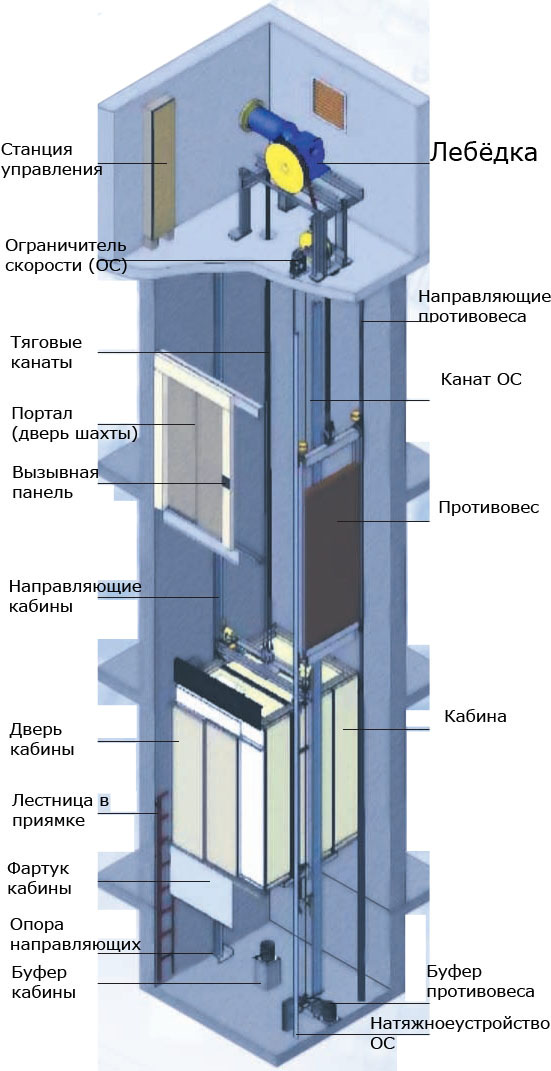 Лебёдка
Станция
управления
Ограничитель
скорости (ОС)
Направляющие
противовеса
Тяговые
канаты
Канат ОС
Портал
(дверь шахты)
Вызывная
панель
Противовес
Направляющие
кабины
Кабина
Дверь
кабины
Лестница в
приямке
Фартук
кабины
Опора
направляющих
Буфер
кабины
Буфер
противовеса
Натяжноеустройство
ОС